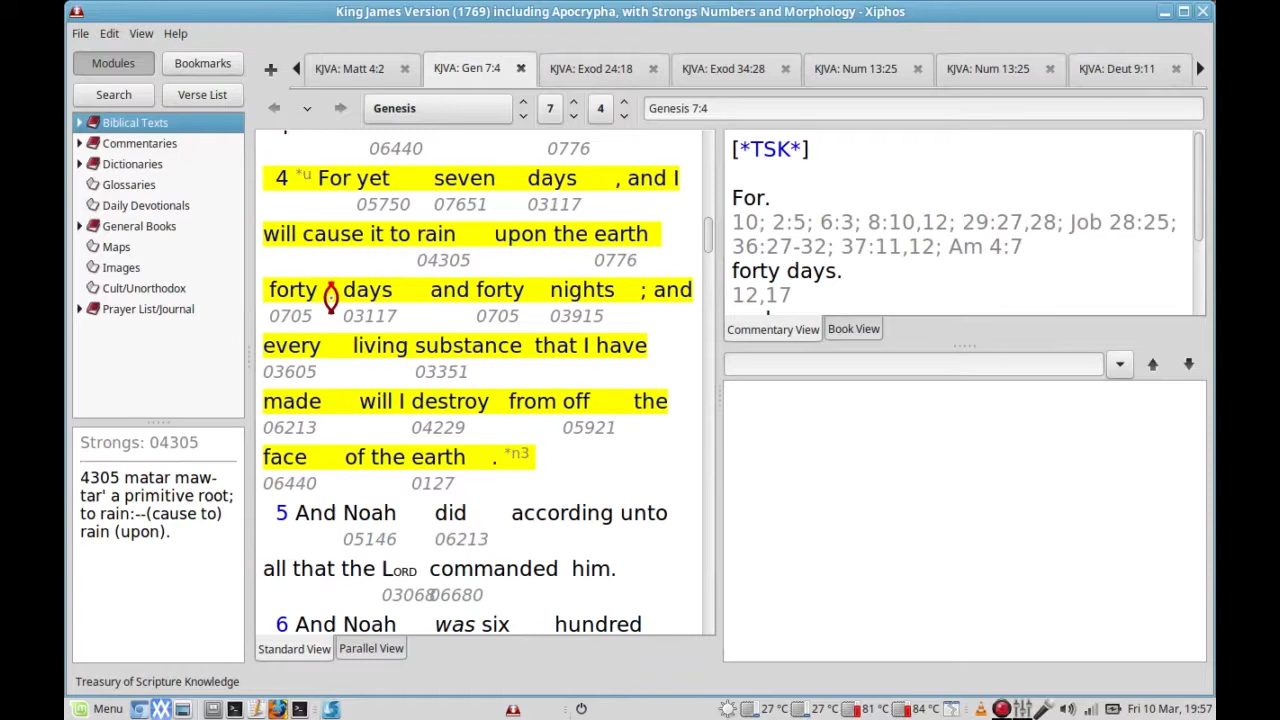 King James Version (1769) including Apocrypha, with Strongs Numbers and Morphology - Xiphos
File Edit View Help
Modules Bookmarks
Search Verse List
KJVA: Matt 4:2 KJVA: Gen 7:4 KJVA: Exod 24:18 KJVA: Exod 34:28 KJVA: Num 13:25 KJVA: Num 13:25 KJVA: Deut 9:11
Genesis 7 4 Genesis 7:4
Biblical Texts
Commentaries
Dictionaries
Glossaries
Daily Devotionals
General Books
Maps
Images
Cult/Unorthodox
Prayer List/Journal
Strongs: 04305
4305 matar maw-
tar' a primitive root;
to rain:--(cause to)
rain (upon).
06440 0776
4 *u For yet seven days , and I
05750 07651 03117
will cause it to rain upon the earth
04305 0776
forty days and forty nights ; and
0705 03117 0705 03915
every living substance that I have
03605 03351
made will I destroy from off the
06213 04229 05921
face of the earth . *n3
06440 0127
5 And Noah did according unto
05146 06213
all that the Lord commanded him.
03068 06680
6 And Noah was six hundred
Standard View Parallel View
[*TSK*]
For.
10; 2:5; 6:3; 8:10,12; 29:27,28; Job 28:25;
36:27-32; 37:11,12; Am 4:7
forty days.
12,17
Commentary View Book View
Treasury of Scripture Knowledge
Menu 27 °C 27 °C 81 °C 84 °C Fri 10 Mar, 19:57